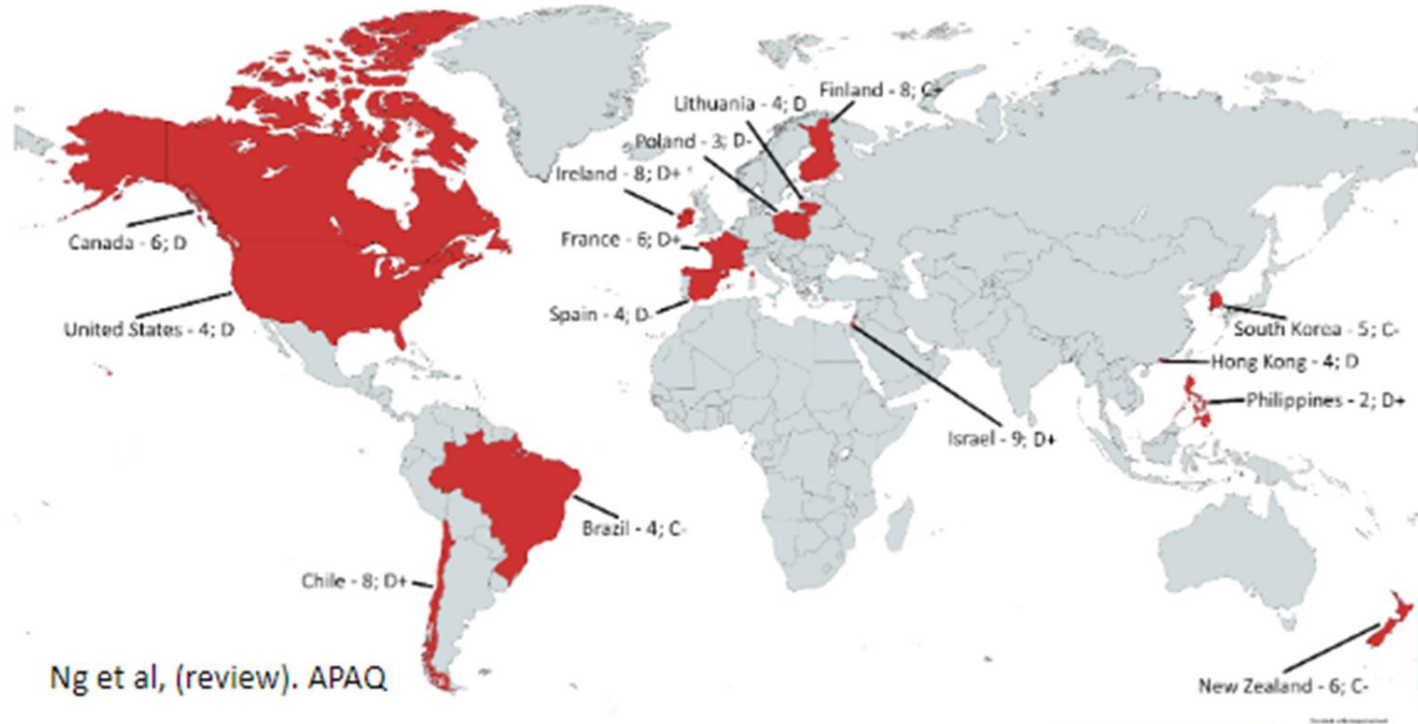 Lithuania - 4; D
Finland - 8; C+
Poland - 3; D-
Ireland - 8; D+
Canada - 6; D
France - 6; D+
Spain - 4; D-
United States - 4; D
South Korea - 5; C-
Hong Kong - 4; D
Philippines - 2; D+
Israel - 9; D+
Brazil - 4; C-
Chile - 8; D+
Ng et al, (review). APAQ
New Zealand - 6; C-